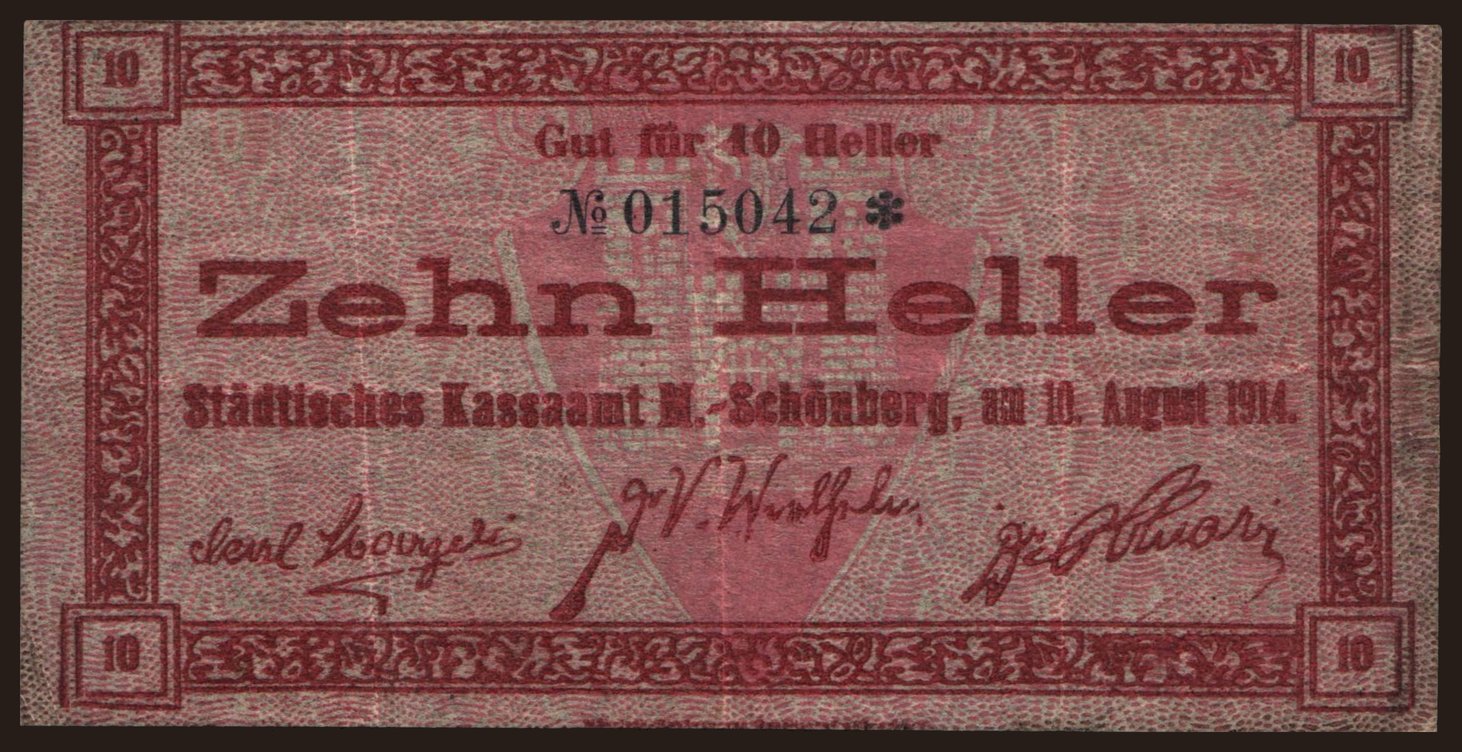 10 10
Gut für 10 Heller
№ 015042 *
Zehn Heller
Städtisches Kassaamt M.-Schönberg, am 10. August 1914.
Carl
10 10